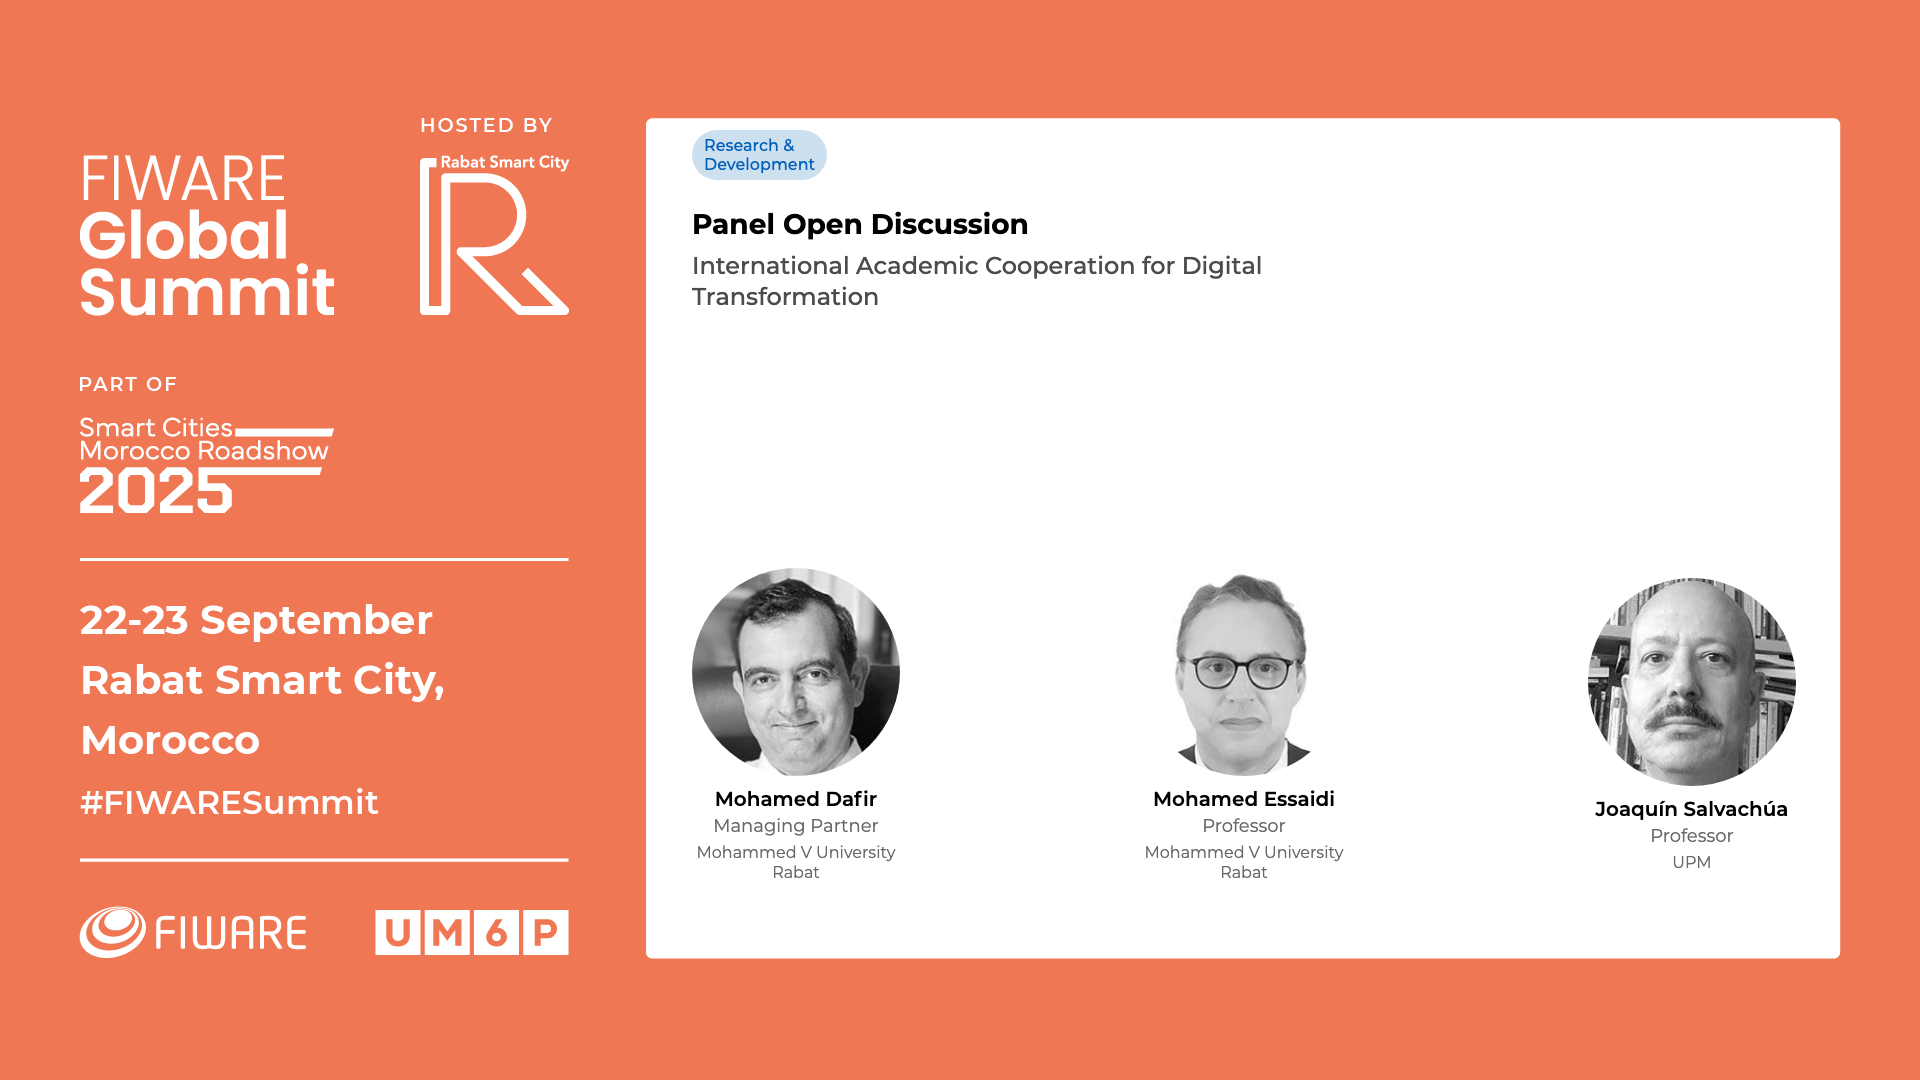 FIWARE
Global
Summit
HOSTED BY
Rabat Smart City
R
PART OF
Smart Cities
Morocco Roadshow
2025
22-23 September
Rabat Smart City,
Morocco
#FIWARESummit
FIWARE
UM6P
Research &
Development
Panel Open Discussion
International Academic Cooperation for Digital
Transformation
Mohamed Dafir
Managing Partner
Mohammed V University
Rabat
Mohamed Essaidi
Professor
Mohammed V University
Rabat
Joaquín Salvachúa
Professor
UPM